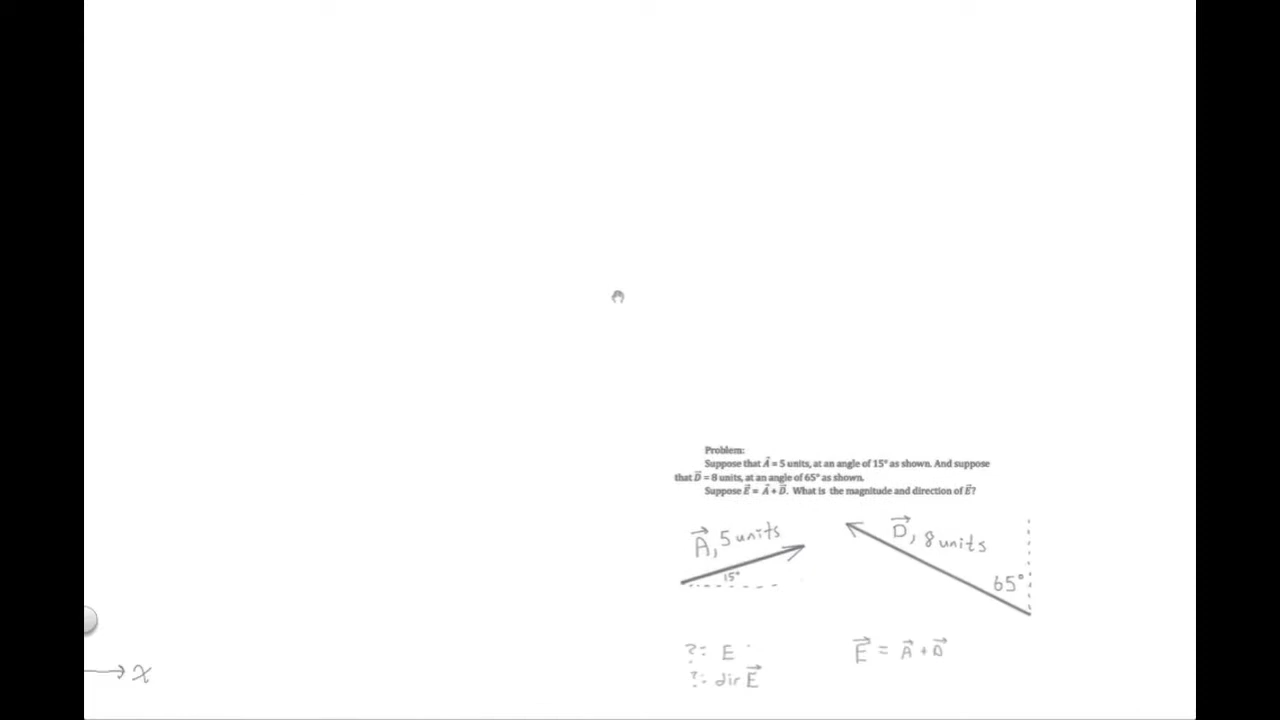 Problem:
Suppose that A⃗ = 5 units, at an angle of 15° as shown. And suppose
that D⃗ = 8 units, at an angle of 65° as shown.
Suppose E⃗ = A⃗ + D⃗. What is the magnitude and direction of E⃗?
A⃗, 5 units
15°
D⃗, 8 units
65°
?: E
E⃗ = A⃗ + D⃗
?: dir E⃗
x